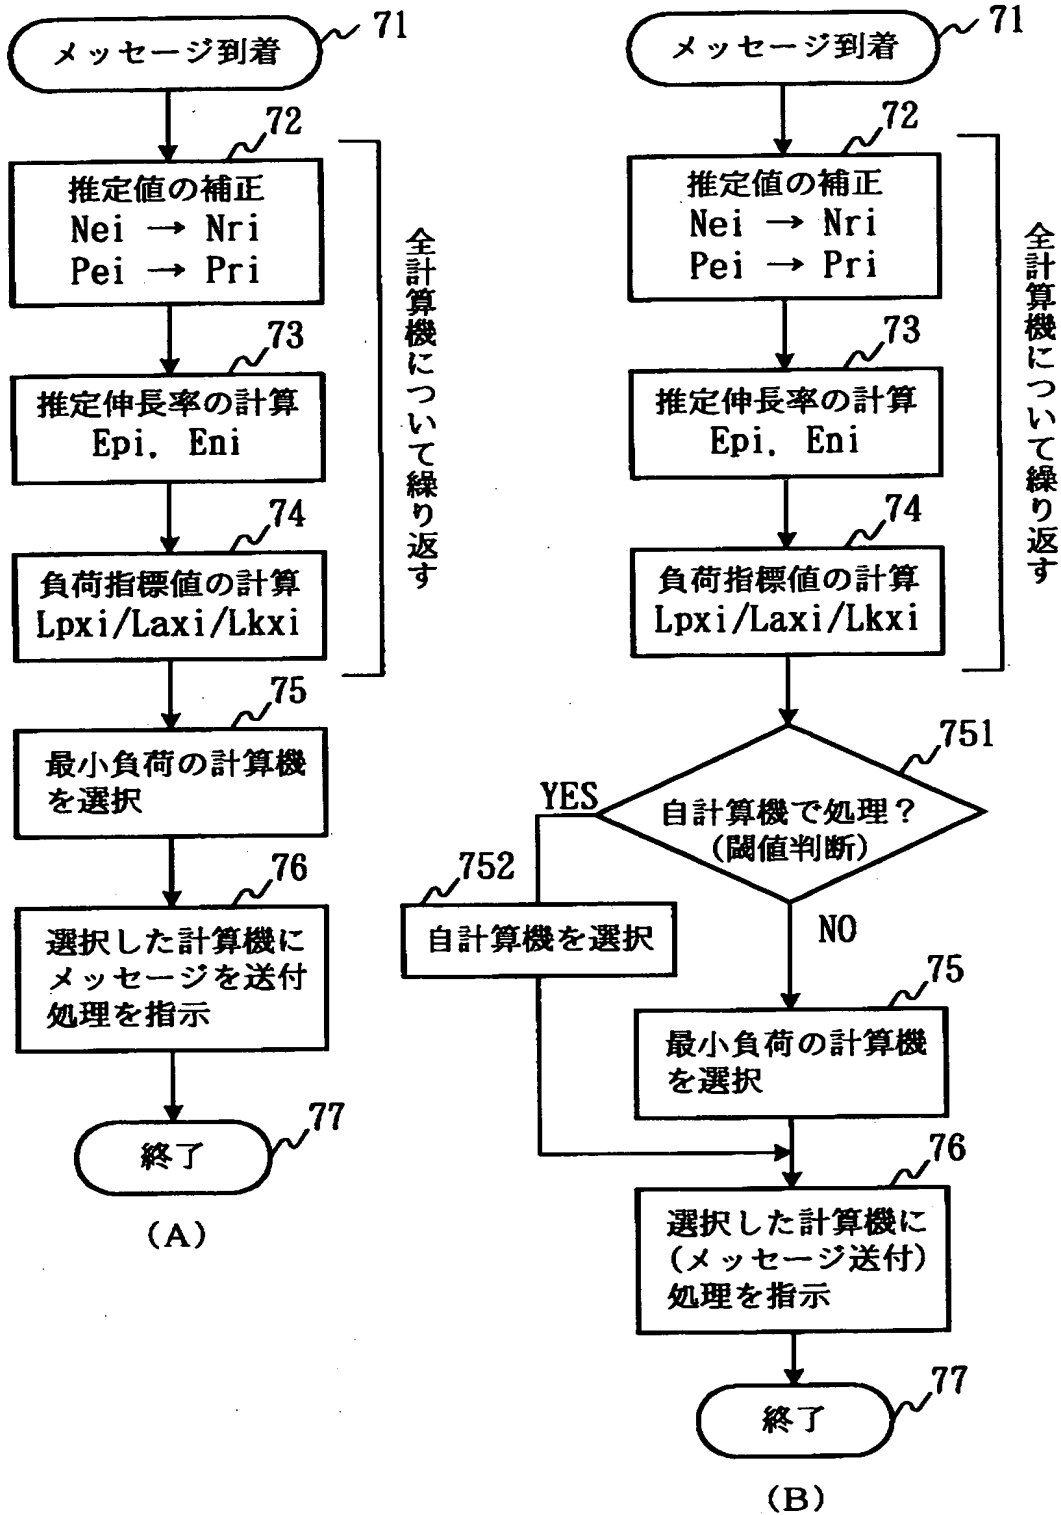 メッセージ到着
71
72
推定値の補正
Nei → Nri
Pei → Pri
73
推定伸長率の計算
Epi. Eni
74
負荷指標値の計算
Lpxi/Laxi/Lkxi
全計算機について繰り返す
75
最小負荷の計算機
を選択
76
選択した計算機に
メッセージを送付
処理を指示
77
終了
(A)
メッセージ到着
71
72
推定値の補正
Nei → Nri
Pei → Pri
73
推定伸長率の計算
Epi. Eni
74
負荷指標値の計算
Lpxi/Laxi/Lkxi
全計算機について繰り返す
751
自計算機で処理?
(閾値判断)
YES
752
自計算機を選択
NO
75
最小負荷の計算機
を選択
76
選択した計算機に
(メッセージ送付)
処理を指示
77
終了
(B)